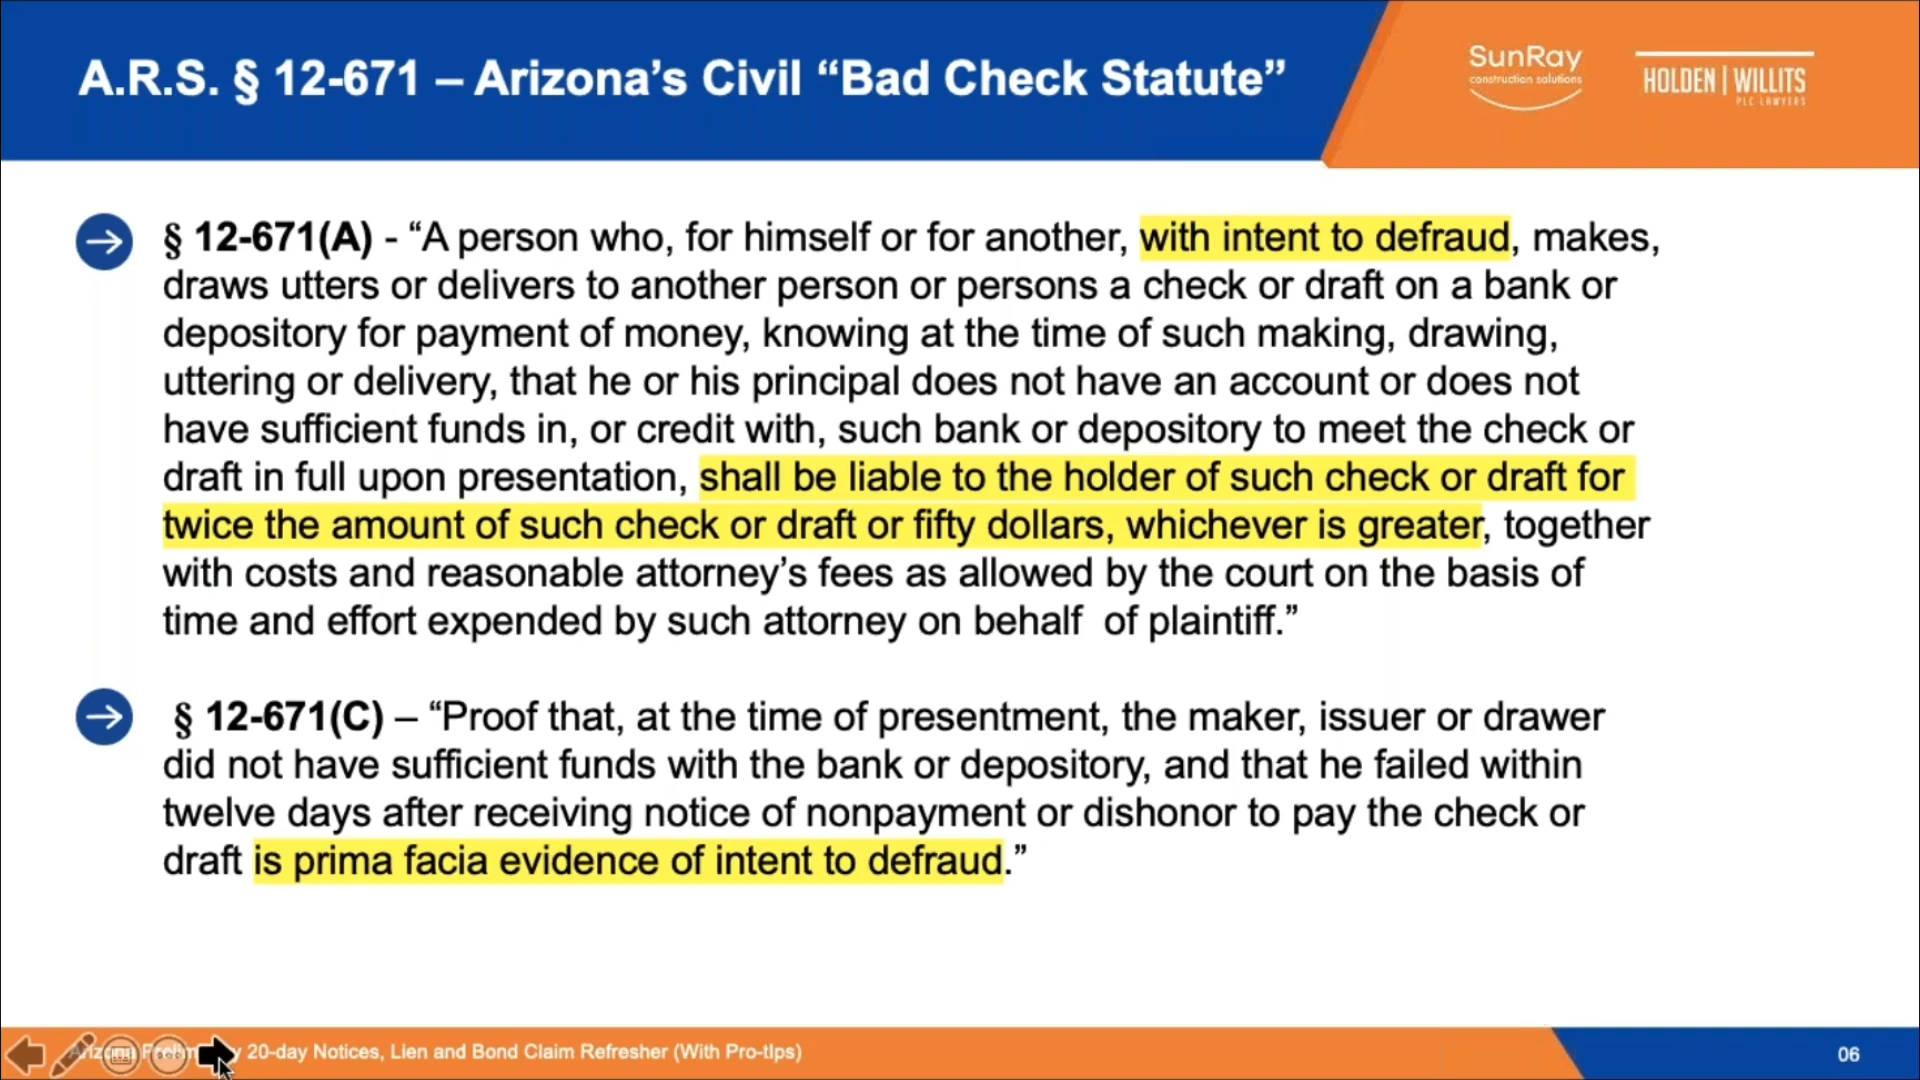 A.R.S. § 12-671 – Arizona’s Civil “Bad Check Statute”
SunRay
construction solutions
HOLDEN | WILLITS
PLC LAWYERS
§ 12-671(A) - “A person who, for himself or for another, with intent to defraud, makes,
draws utters or delivers to another person or persons a check or draft on a bank or
depository for payment of money, knowing at the time of such making, drawing,
uttering or delivery, that he or his principal does not have an account or does not
have sufficient funds in, or credit with, such bank or depository to meet the check or
draft in full upon presentation, shall be liable to the holder of such check or draft for
twice the amount of such check or draft or fifty dollars, whichever is greater, together
with costs and reasonable attorney’s fees as allowed by the court on the basis of
time and effort expended by such attorney on behalf  of plaintiff.”
§ 12-671(C) – “Proof that, at the time of presentment, the maker, issuer or drawer
did not have sufficient funds with the bank or depository, and that he failed within
twelve days after receiving notice of nonpayment or dishonor to pay the check or
draft is prima facia evidence of intent to defraud.”
Arizona Preliminary 20-day Notices, Lien and Bond Claim Refresher (With Pro-tIps)
06